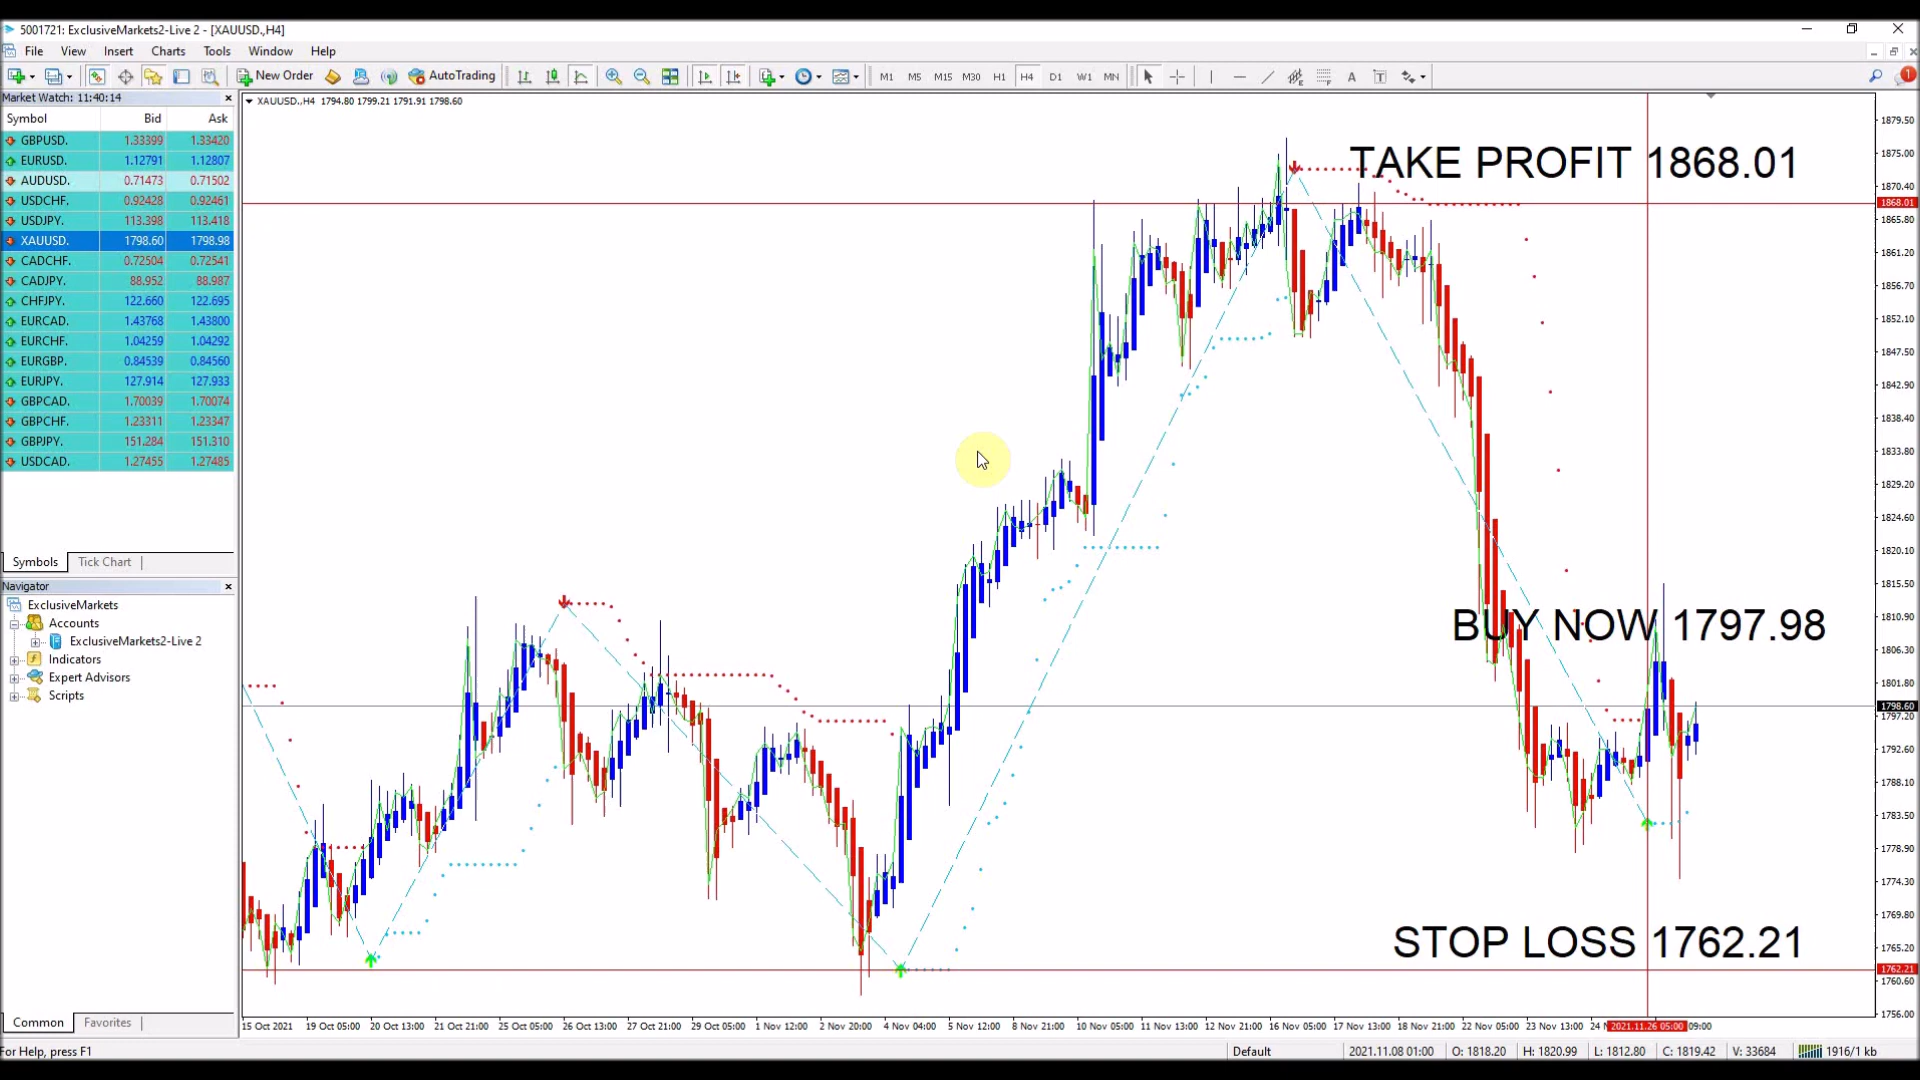 5001721: ExclusiveMarkets2-Live 2 - [XAUUSD.,H4]
File View Insert Charts Tools Window Help
New Order AutoTrading M1 M5 M15 M30 H1 H4 D1 W1 MN A T 1
Market Watch: 11:40:14
Symbol Bid Ask
GBPUSD. 1.33399 1.33420
EURUSD. 1.12791 1.12807
AUDUSD. 0.71473 0.71502
USDCHF. 0.92428 0.92461
USDJPY. 113.398 113.418
XAUUSD. 1798.60 1798.98
CADCHF. 0.72504 0.72541
CADJPY. 88.952 88.987
CHFJPY. 122.660 122.695
EURCAD. 1.43768 1.43800
EURCHF. 1.04259 1.04292
EURGBP. 0.84539 0.84560
EURJPY. 127.914 127.933
GBPCAD. 1.70039 1.70074
GBPCHF. 1.23311 1.23347
GBPJPY. 151.284 151.310
USDCAD. 1.27455 1.27485
Symbols Tick Chart
Navigator
ExclusiveMarkets
Accounts
ExclusiveMarkets2-Live 2
Indicators
Expert Advisors
Scripts
Common Favorites
XAUUSD.,H4 1794.80 1799.21 1791.91 1798.60
TAKE PROFIT 1868.01
BUY NOW 1797.98
STOP LOSS 1762.21
1879.50
1875.00
1870.40
1868.01
1865.80
1861.20
1856.70
1852.10
1847.50
1842.90
1838.40
1833.80
1829.20
1824.60
1820.10
1815.50
1810.90
1806.30
1801.80
1798.60
1797.20
1792.60
1788.10
1783.50
1778.90
1774.30
1769.80
1765.20
1762.21
1760.60
1756.00
15 Oct 2021 19 Oct 05:00 20 Oct 13:00 21 Oct 21:00 25 Oct 05:00 26 Oct 13:00 27 Oct 21:00 29 Oct 05:00 1 Nov 12:00 2 Nov 20:00 4 Nov 04:00 5 Nov 12:00 8 Nov 21:00 10 Nov 05:00 11 Nov 13:00 12 Nov 21:00 16 Nov 05:00 17 Nov 13:00 18 Nov 21:00 22 Nov 05:00 23 Nov 13:00 24 2021.11.26 05:00 09:00
For Help, press F1 Default 2021.11.08 01:00 O: 1818.20 H: 1820.99 L: 1812.80 C: 1819.42 V: 33684 1916/1 kb